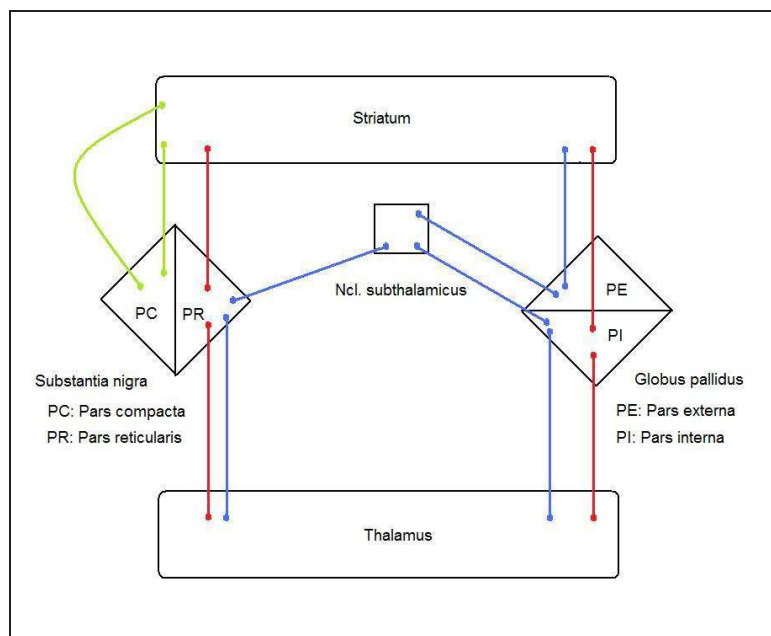 Striatum
Ncl. subthalamicus
PE
PC
PR
PI
Substantia nigra
PC: Pars compacta
PR: Pars reticularis
Globus pallidus
PE: Pars externa
PI: Pars interna
Thalamus